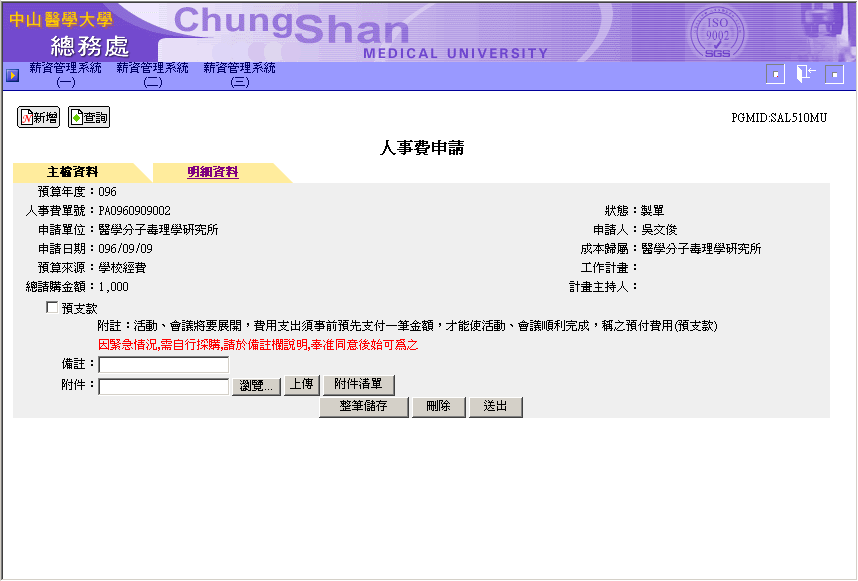 中山醫學大學
總務處
ChungShan
MEDICAL UNIVERSITY
ISO
9002
SGS
薪資管理系統
(一)
薪資管理系統
(二)
薪資管理系統
(三)
新增 查詢
PGMID:SAL510MU
人事費申請
主檔資料 明細資料
預算年度：096
人事費單號：PA0960909002 狀態：製單
申請單位：醫學分子毒理學研究所 申請人：吳文俊
申請日期：096/09/09 成本歸屬：醫學分子毒理學研究所
預算來源：學校經費 工作計畫：
總請購金額：1,000 計畫主持人：
預支款
附註：活動、會議將要展開，費用支出須事前預先支付一筆金額，才能使活動、會議順利完成，稱之預付費用(預支款)
因緊急情況,需自行採購,請於備註欄說明,奉准同意後始可為之
備註：
附件： 瀏覽... 上傳 附件清單
整筆儲存 刪除 送出